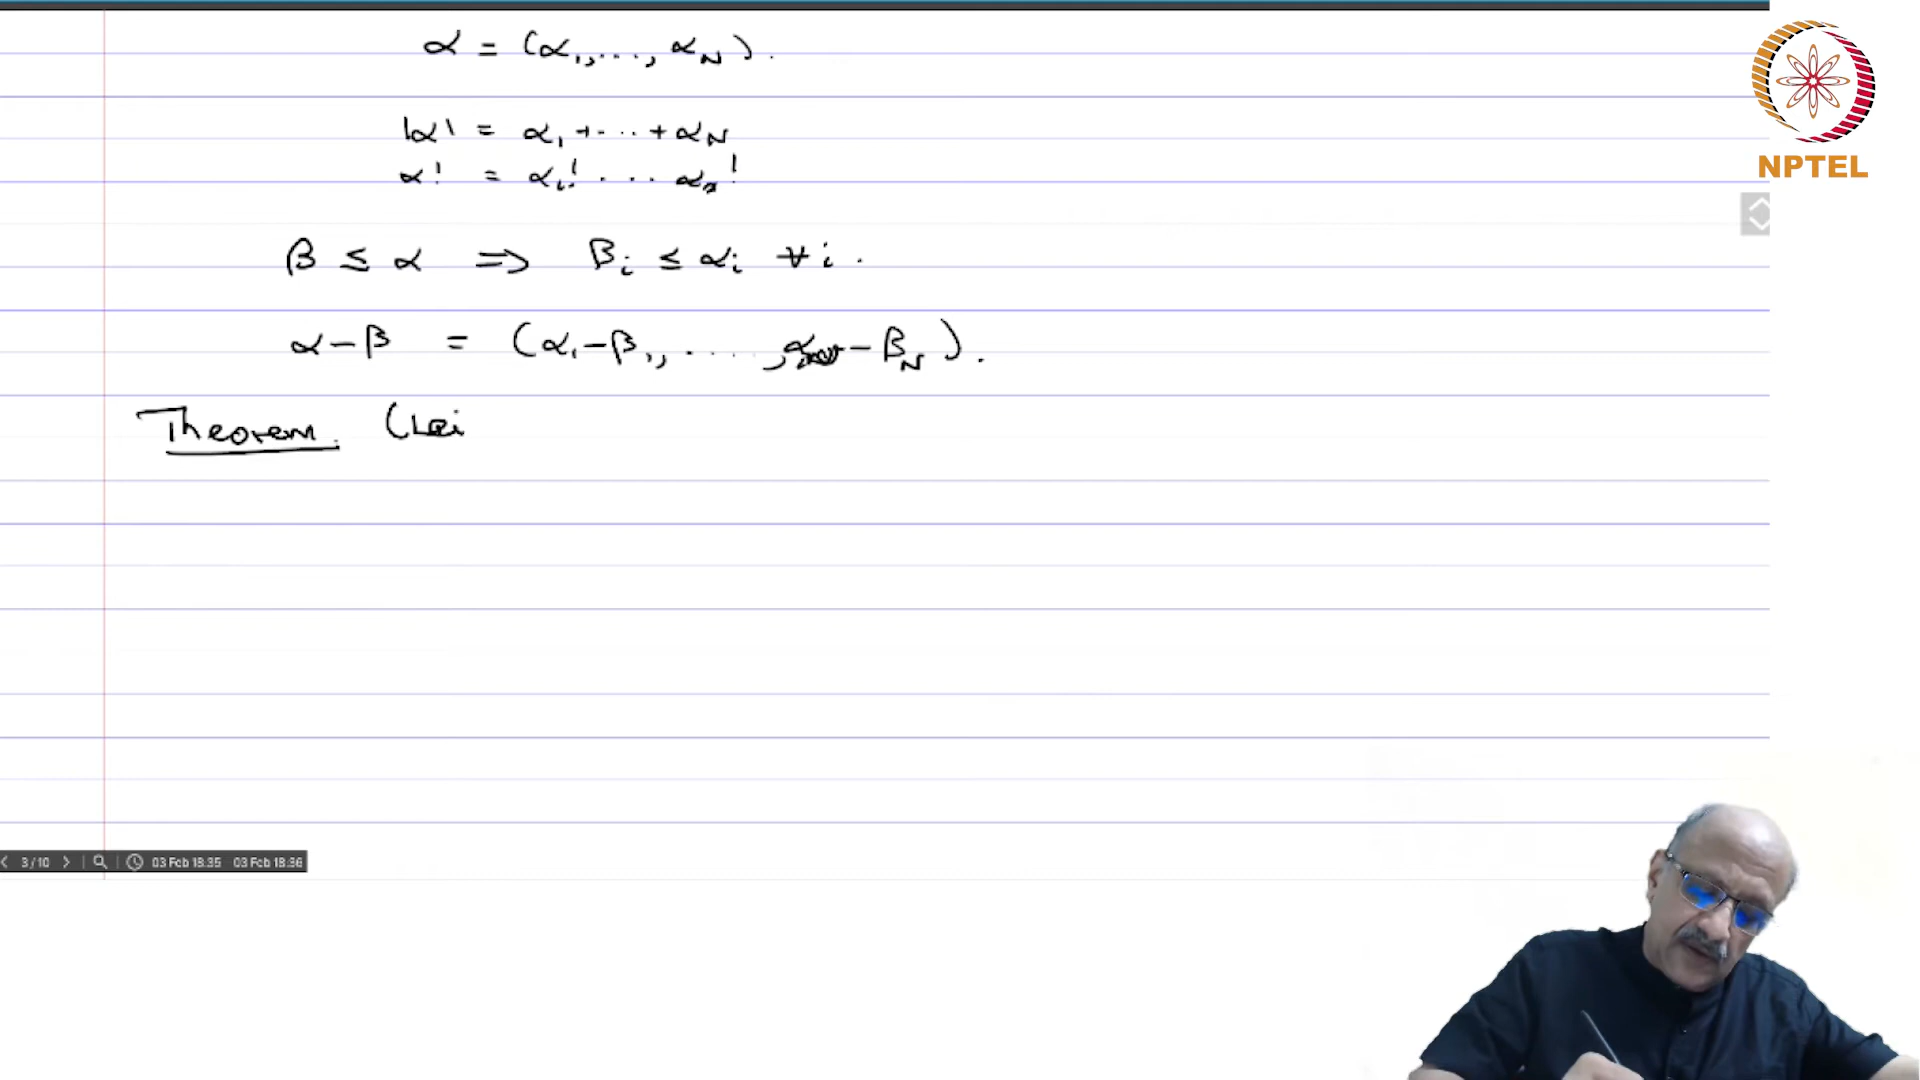 α = (α₁,..., α_N).
|α| = α₁ + ... + α_N
α! = α₁! ... α_n!
β ≤ α ⇒ β_i ≤ α_i ∀ i.
α-β = (α₁-β₁, ...., α_N - β_N).
Theorem. (Lei
NPTEL
3/10 03 Feb 18:35 03 Feb 18:36